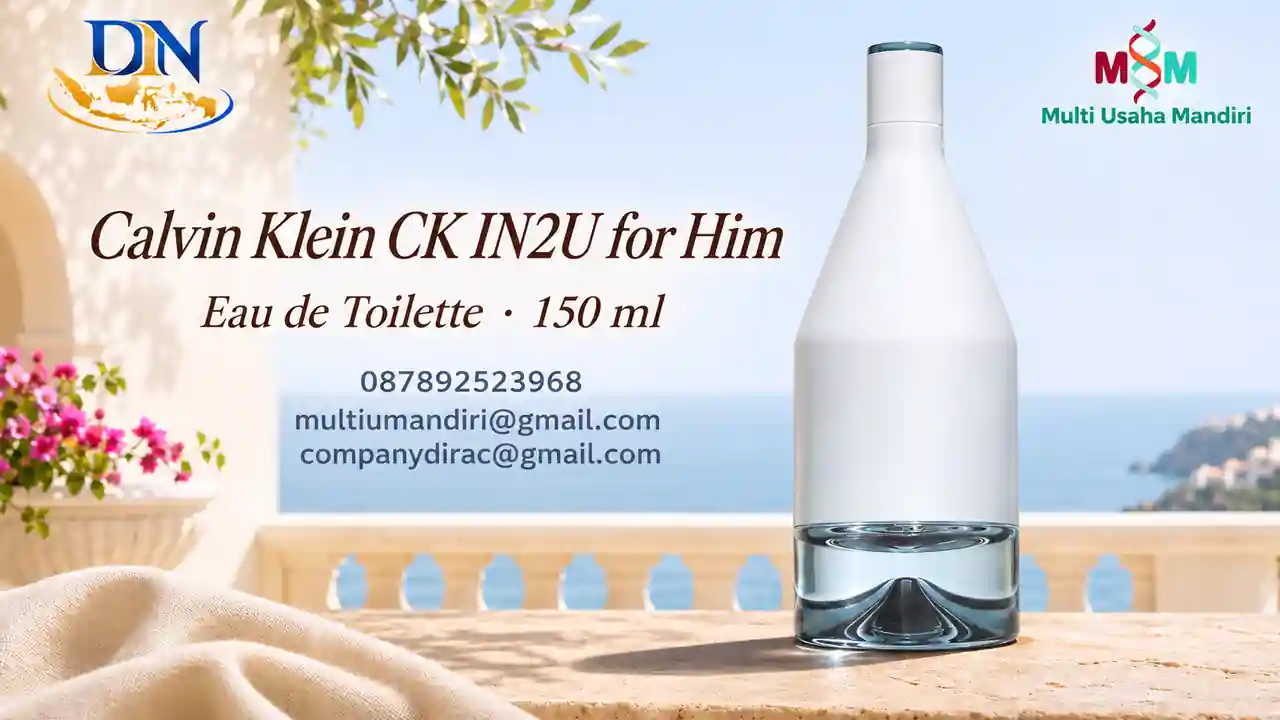 DIN
MSM
Multi Usaha Mandiri
Calvin Klein CK IN2U for Him
Eau de Toilette · 150 ml
087892523968
multiumandiri@gmail.com
companydirac@gmail.com